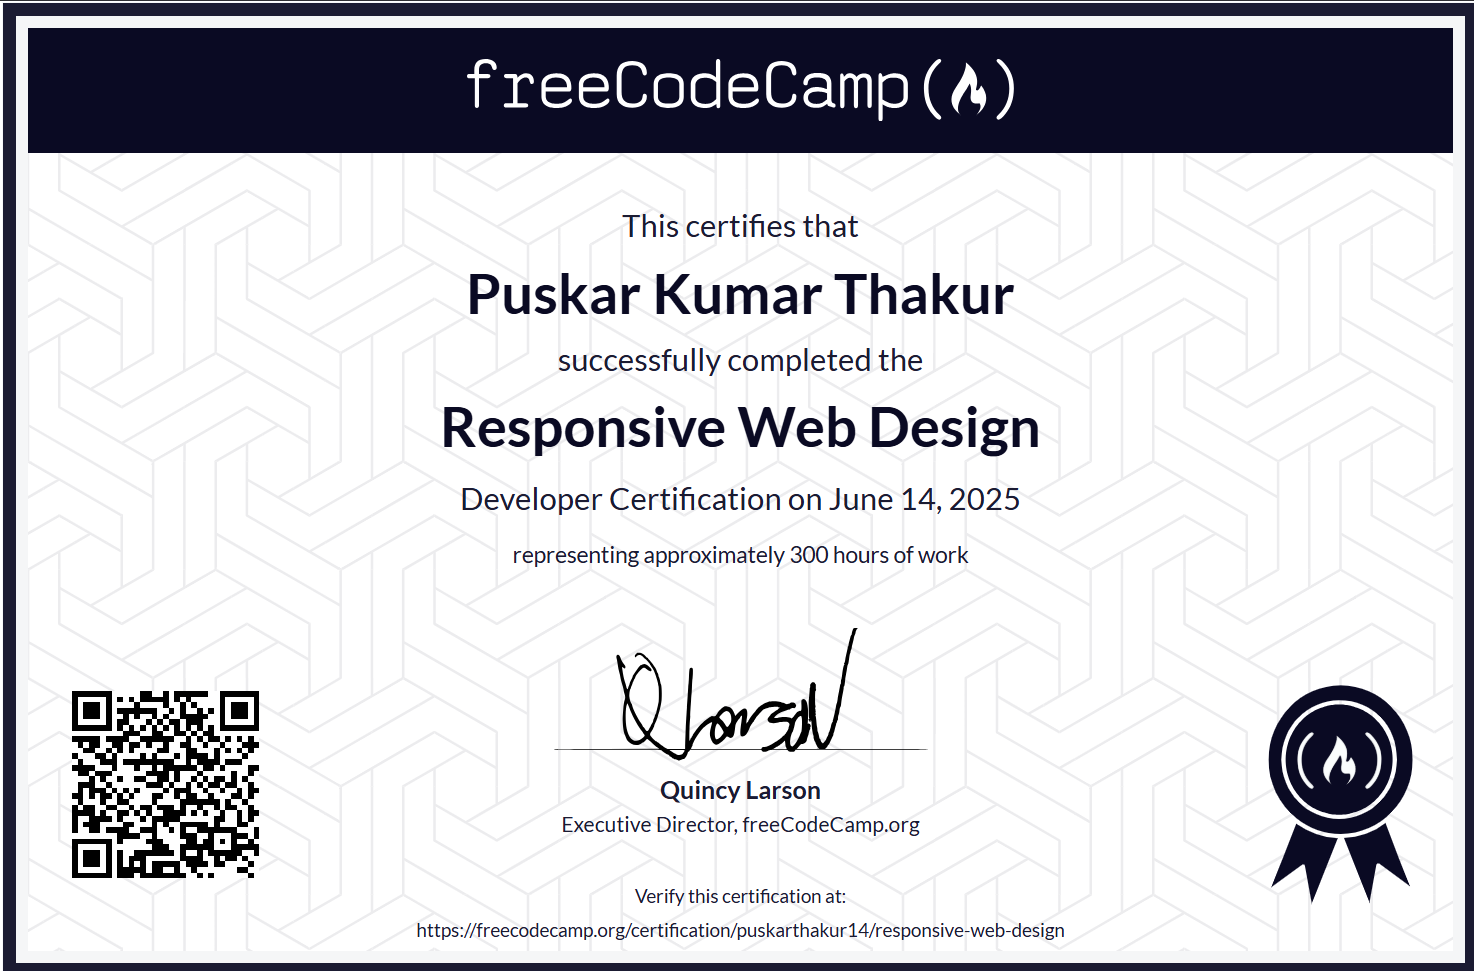 freeCodeCamp
This certifies that
Puskar Kumar Thakur
successfully completed the
Responsive Web Design
Developer Certification on June 14, 2025
representing approximately 300 hours of work
Quincy Larson
Executive Director, freeCodeCamp.org
Verify this certification at:
https://freecodecamp.org/certification/puskarthakur14/responsive-web-design